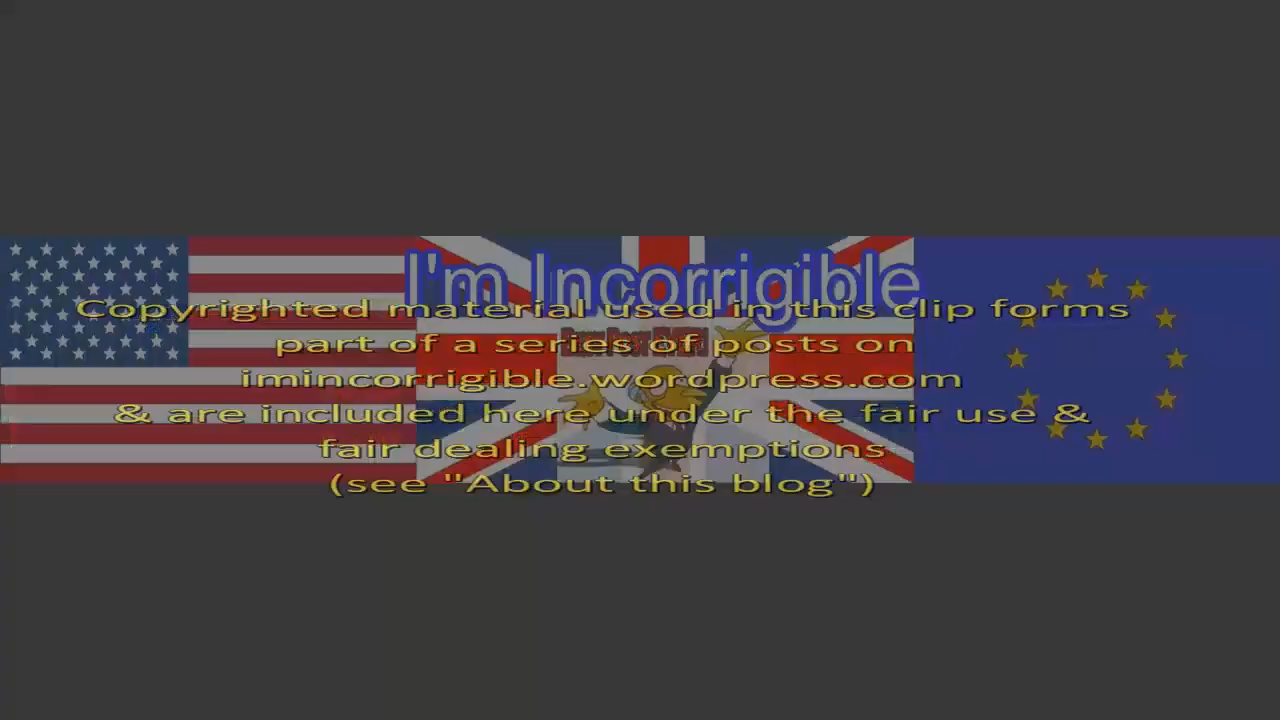 I'm Incorrigible
Copyrighted material used in this clip forms
part of a series of posts on
imincorrigible.wordpress.com
& are included here under the fair use &
fair dealing exemptions
(see "About this blog")